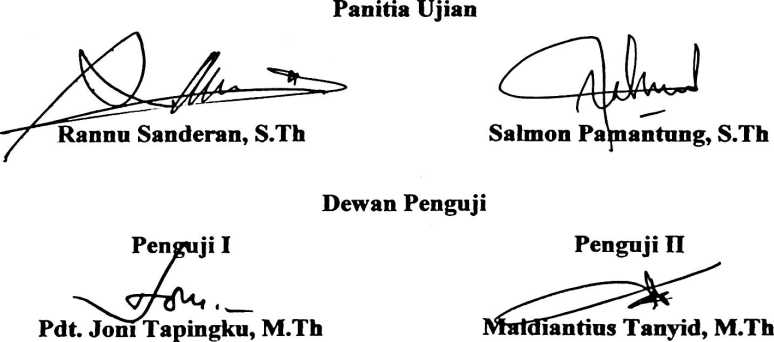 Panitia Ujian
Rannu Sanderan, S.Th
Salmon Pamantung, S.Th
Dewan Penguji
Penguji I
Penguji II
Pdt. Joni Tapingku, M.Th
Maldiantius Tanyid, M.Th